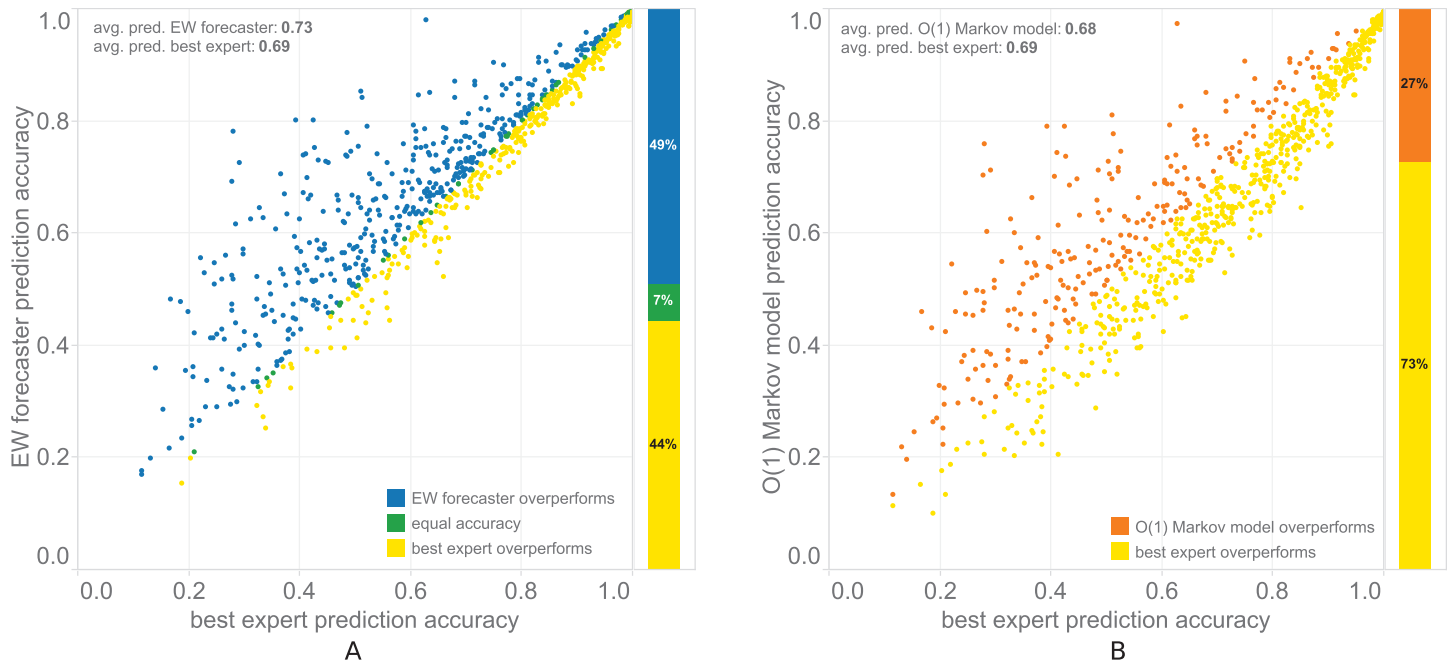 avg. pred. EW forecaster: 0.73
avg. pred. best expert: 0.69
EW forecaster prediction accuracy
1.0
0.8
0.6
0.4
0.2
0.0
0.0 0.2 0.4 0.6 0.8 1.0
best expert prediction accuracy
49%
7%
44%
EW forecaster overperforms
equal accuracy
best expert overperforms
A
avg. pred. O(1) Markov model: 0.68
avg. pred. best expert: 0.69
O(1) Markov model prediction accuracy
1.0
0.8
0.6
0.4
0.2
0.0
0.0 0.2 0.4 0.6 0.8 1.0
best expert prediction accuracy
27%
73%
O(1) Markov model overperforms
best expert overperforms
B